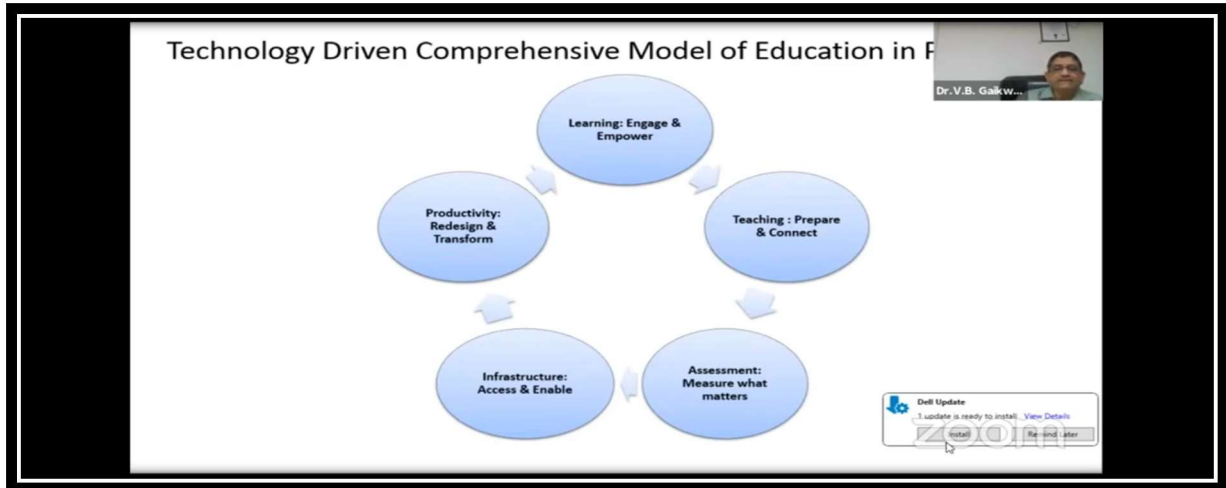 Technology Driven Comprehensive Model of Education in
Dr.V.B. Gaikw...
Learning: Engage &
Empower
Productivity:
Redesign &
Transform
Teaching : Prepare
& Connect
Infrastructure:
Access & Enable
Assessment:
Measure what
matters
Dell Update
1 update is ready to install. View Details
Install
Remind Later
zoom